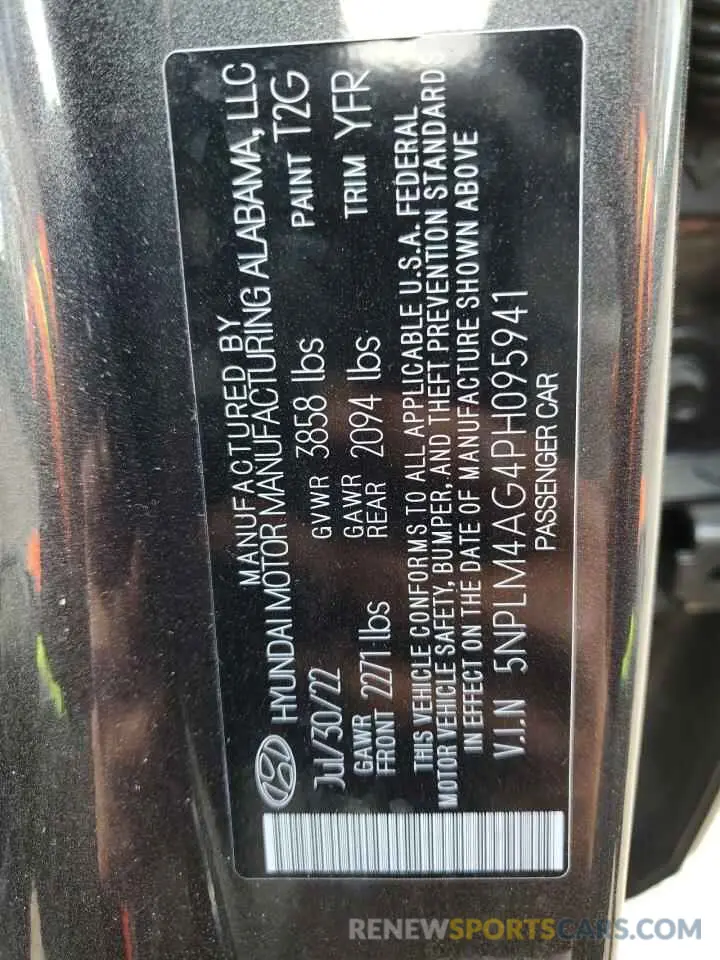 MANUFACTURED BY
HYUNDAI MOTOR MANUFACTURING ALABAMA, LLC
Jul/30/22 GVWR 3858 lbs PAINT T2G
GAWR FRONT 2271 lbs GAWR REAR 2094 lbs TRIM YFR
THIS VEHICLE CONFORMS TO ALL APPLICABLE U.S.A. FEDERAL
MOTOR VEHICLE SAFETY, BUMPER, AND THEFT PREVENTION STANDARDS
IN EFFECT ON THE DATE OF MANUFACTURE SHOWN ABOVE
V.I.N 5NPLM4AG4PH095941
PASSENGER CAR
RENEWSPORTSCARS.COM